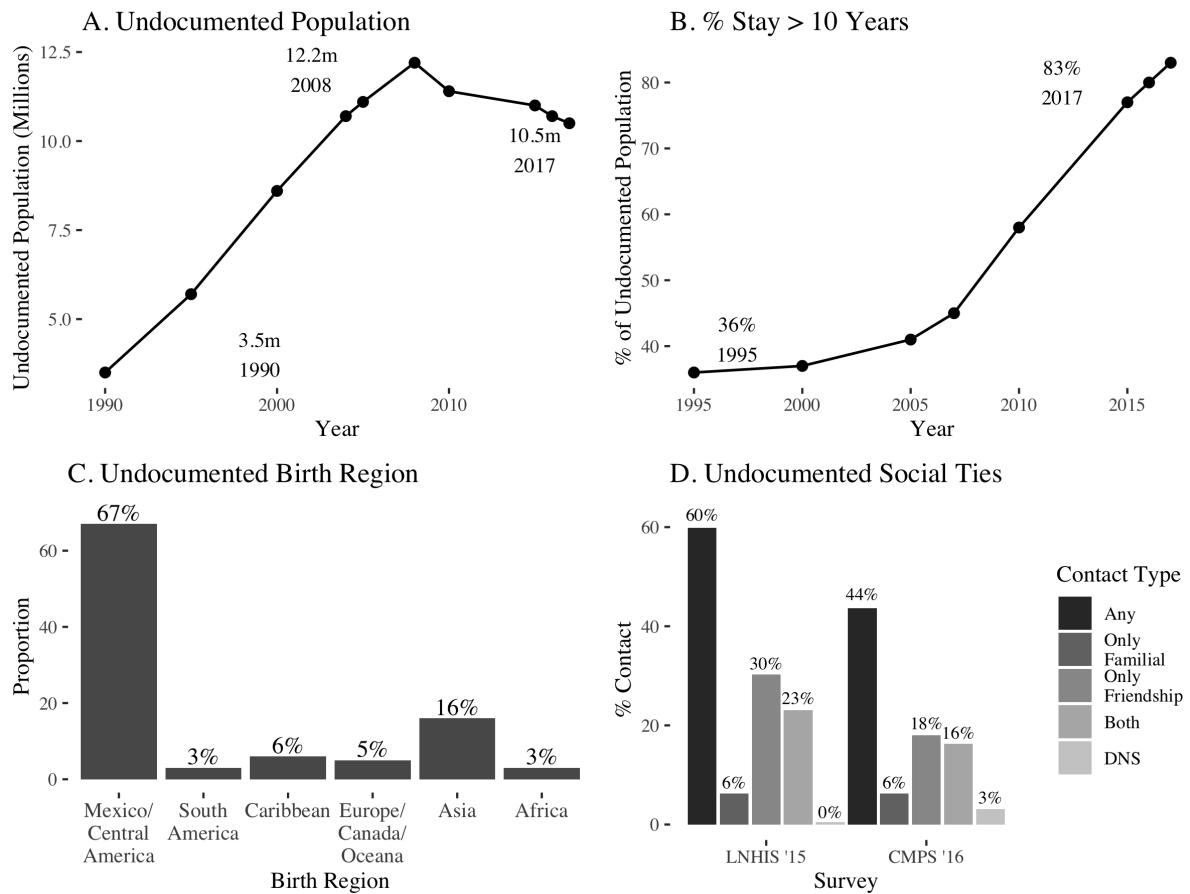 A. Undocumented Population
Undocumented Population (Millions)
12.5
10.0
7.5
5.0
12.2m
2008
10.5m
2017
3.5m
1990
1990
2000
2010
Year
B. % Stay > 10 Years
% of Undocumented Population
80
70
60
50
40
83%
2017
36%
1995
1995
2000
2005
2010
2015
Year
C. Undocumented Birth Region
Proportion
60
40
20
0
67%
3%
6%
5%
16%
3%
Mexico/
Central
America
South
America
Caribbean
Europe/
Canada/
Oceana
Asia
Africa
Birth Region
D. Undocumented Social Ties
% Contact
60
40
20
0
60%
6%
30%
23%
0%
44%
6%
18%
16%
3%
LNHIS '15
CMPS '16
Survey
Contact Type
Any
Only
Familial
Only
Friendship
Both
DNS